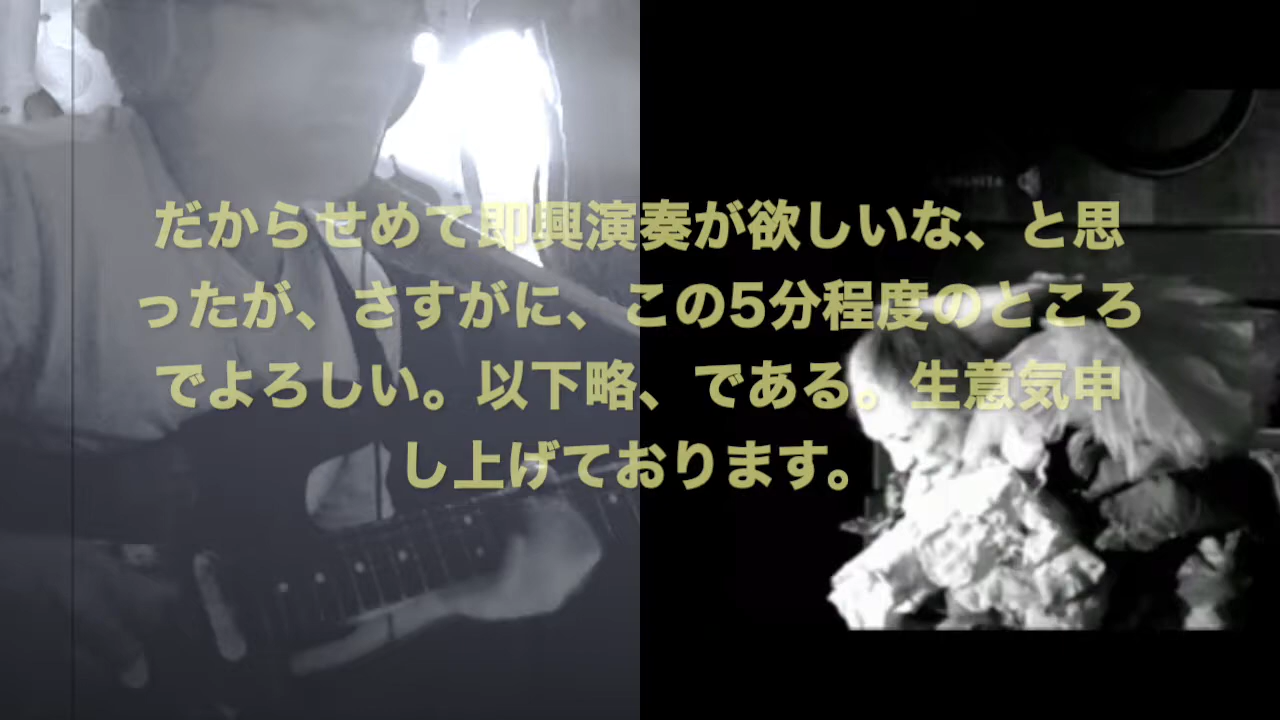 だからせめて即興演奏が欲しいな、と思
ったが、さすがに、この5分程度のところ
でよろしい。以下略、である。生意気申
し上げております。